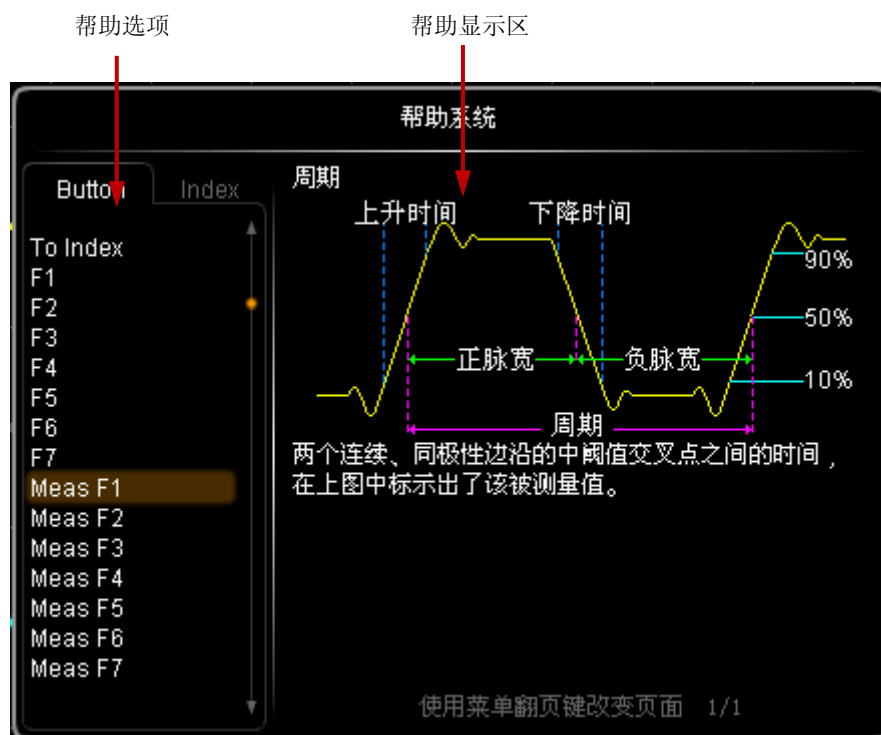 帮助选项
帮助显示区
帮助系统
Button
Index
To Index
F1
F2
F3
F4
F5
F6
F7
Meas F1
Meas F2
Meas F3
Meas F4
Meas F5
Meas F6
Meas F7
周期
上升时间
下降时间
90%
50%
正脉宽
负脉宽
10%
周期
两个连续、同极性边沿的中阈值交叉点之间的时间，
在上图中标示出了该被测量值。
使用菜单翻页键改变页面 1/1